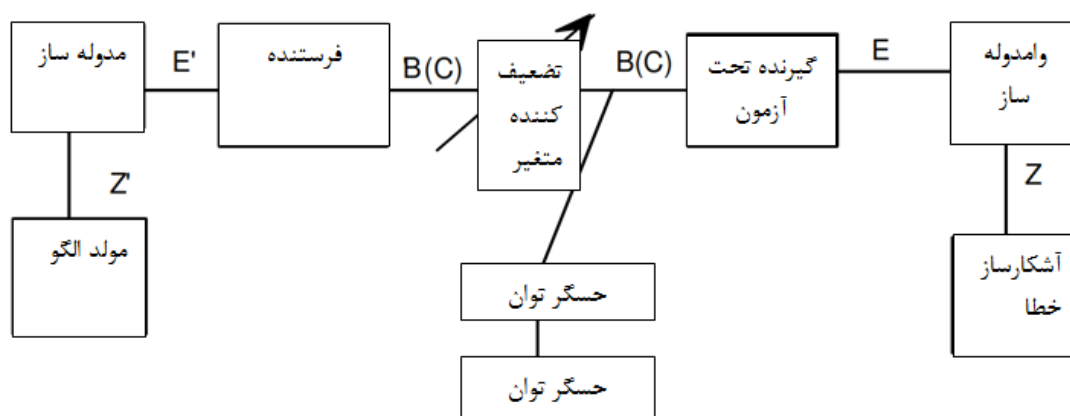 مدوله ساز
E'
فرستنده
B(C)
تضعیف
کننده
متغیر
B(C)
گیرنده تحت
آزمون
E
وامدوله
ساز
Z'
Z
مولد الگو
آشکارساز
خطا
حسگر توان
حسگر توان